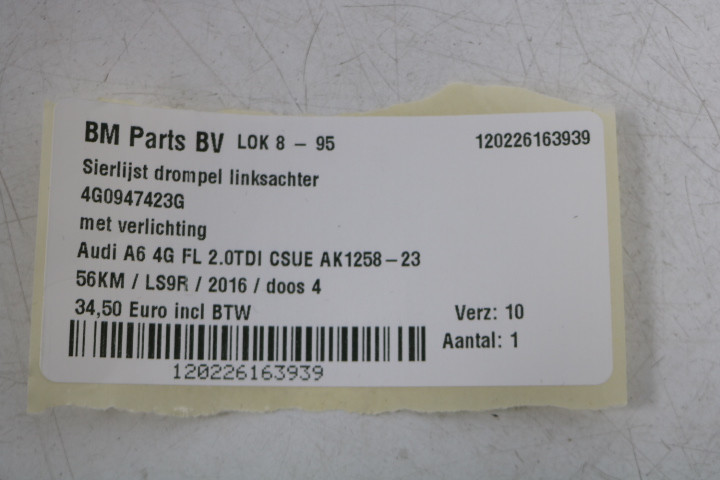 BM Parts BV LOK 8 - 95 120226163939
Sierlijst drompel linksachter
4G0947423G
met verlichting
Audi A6 4G FL 2.0TDI CSUE AK1258-23
56KM / LS9R / 2016 / doos 4
34,50 Euro incl BTW Verz: 10
Aantal: 1
120226163939